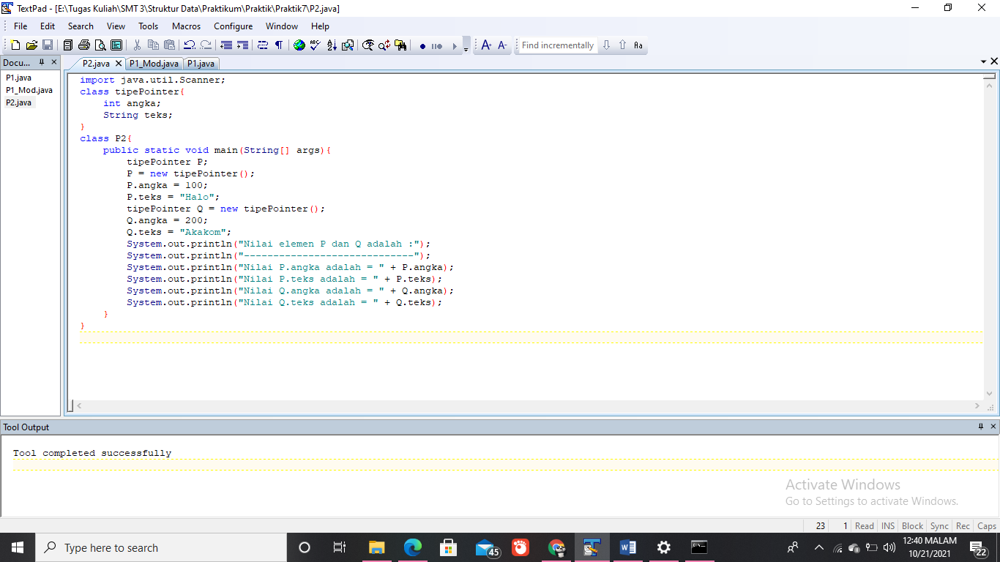 TextPad - [E:\Tugas Kuliah\SMT 3\Struktur Data\Praktikum\Praktik\Praktik7\P2.java]
File Edit Search View Tools Macros Configure Window Help
Find incrementally Aa
Docu...
P2.java P1_Mod.java P1.java
P1.java
P1_Mod.java
P2.java
import java.util.Scanner;
class tipePointer{
    int angka;
    String teks;
}
class P2{
    public static void main(String[] args){
        tipePointer P;
        P = new tipePointer();
        P.angka = 100;
        P.teks = "Halo";
        tipePointer Q = new tipePointer();
        Q.angka = 200;
        Q.teks = "Akakom";
        System.out.println("Nilai elemen P dan Q adalah :");
        System.out.println("-----------------------------");
        System.out.println("Nilai P.angka adalah = " + P.angka);
        System.out.println("Nilai P.teks adalah = " + P.teks);
        System.out.println("Nilai Q.angka adalah = " + Q.angka);
        System.out.println("Nilai Q.teks adalah = " + Q.teks);
    }
}
Tool Output
Tool completed successfully
Activate Windows
Go to Settings to activate Windows.
23 1 Read INS Block Sync Rec Caps
Type here to search
45
12:40 MALAM
10/21/2021
22